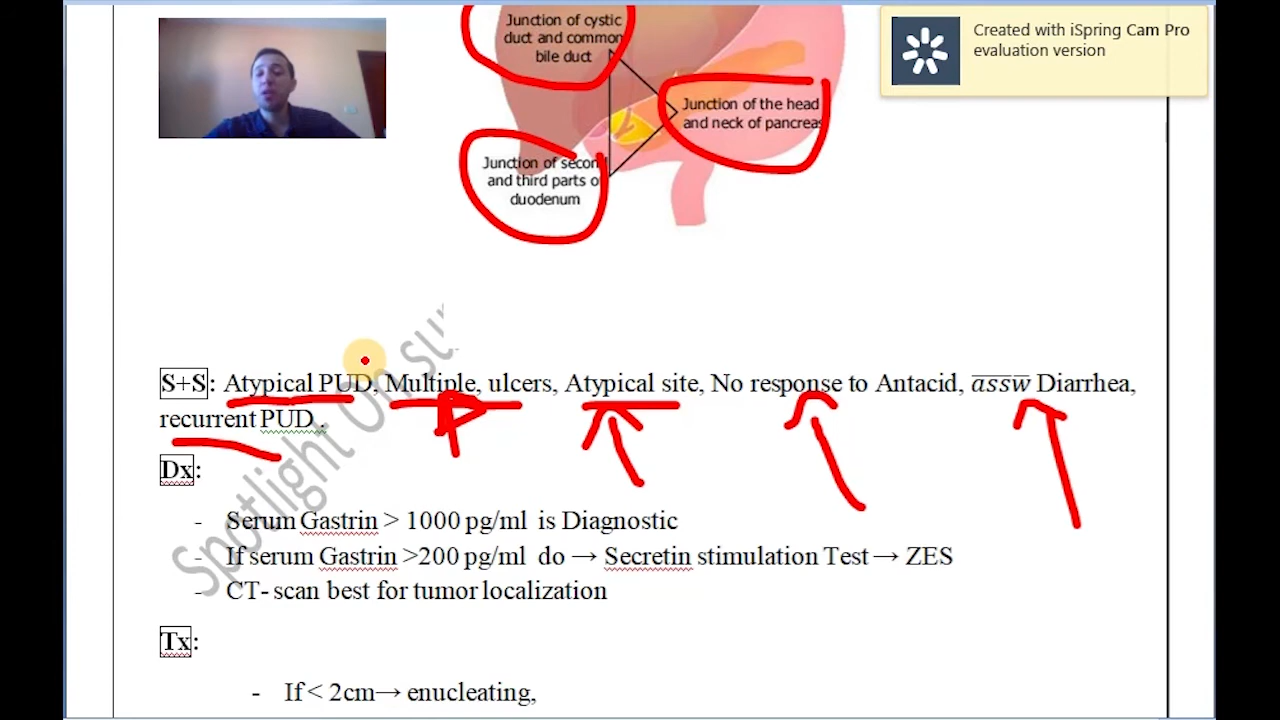 Junction of cystic
duct and common
bile duct
Created with iSpring Cam Pro
evaluation version
Junction of the head
and neck of pancreas
Junction of second
and third parts of
duodenum
S+S: Atypical PUD, Multiple, ulcers, Atypical site, No response to Antacid, assw Diarrhea,
recurrent PUD .
Dx:
- Serum Gastrin > 1000 pg/ml is Diagnostic
- If serum Gastrin >200 pg/ml do → Secretin stimulation Test → ZES
- CT- scan best for tumor localization
Tx:
- If < 2cm→ enucleating,
Spotlight On sur